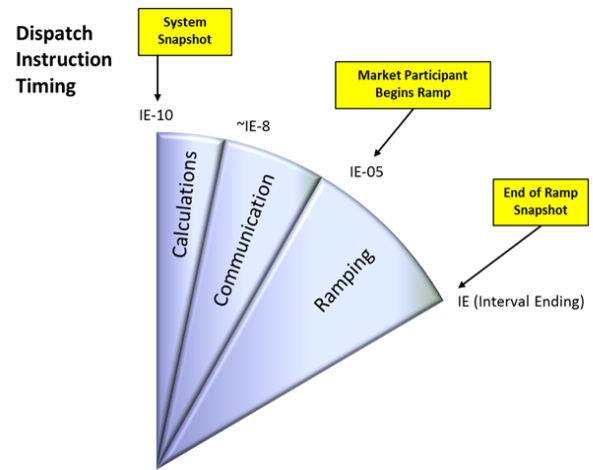 Dispatch
Instruction
Timing
System
Snapshot
IE-10
~IE-8
Market Participant
Begins Ramp
IE-05
End of Ramp
Snapshot
IE (Interval Ending)
Calculations
Communication
Ramping